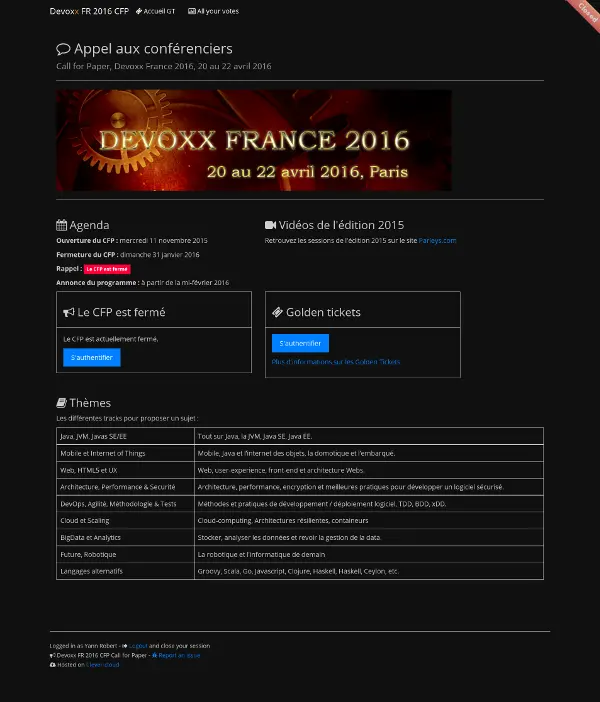 Devoxx FR 2016 CFP Accueil GT All your votes
Closed
Appel aux conférenciers
Call for Paper, Devoxx France 2016, 20 au 22 avril 2016
DEVOXX FRANCE 2016
20 au 22 avril 2016, Paris
Agenda
Ouverture du CFP : mercredi 11 novembre 2015
Fermeture du CFP : dimanche 31 janvier 2016
Rappel : Le CFP est fermé
Annonce du programme : à partir de la mi-février 2016
Vidéos de l'édition 2015
Retrouvez les sessions de l'édition 2015 sur le site Parleys.com
Le CFP est fermé
Le CFP est actuellement fermé.
S'authentifier
Golden tickets
S'authentifier
Plus d'informations sur les Golden Tickets
Thèmes
Les différentes tracks pour proposer un sujet :
Java, JVM, Javas SE/EE Tout sur Java, la JVM, Java SE, Java EE.
Mobile et Internet of Things Mobile, Java et l'internet des objets, la domotique et l'embarqué.
Web, HTML5 et UX Web, user-experience, front-end et architecture Webs.
Architecture, Performance & Securité Architecture, performance, encryption et meilleures pratiques pour développer un logiciel sécurisé.
DevOps, Agilité, Méthodologie & Tests Méthodes et pratiques de développement / déploiement logiciel, TDD, BDD, xDD.
Cloud et Scaling Cloud-computing, Architectures résilientes, containeurs
BigData et Analytics Stocker, analyser les données et revoir la gestion de la data.
Future, Robotique La robotique et l'informatique de demain
Langages alternatifs Groovy, Scala, Go, Javascript, Clojure, Haskell, Haskell, Ceylon, etc.
Logged in as Yann Robert - Logout and close your session
Devoxx FR 2016 CFP Call for Paper - Report an issue
Hosted on Clever-cloud